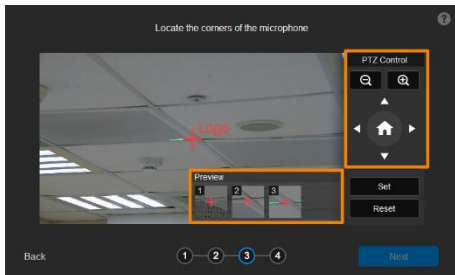 ?
Locate the corners of the microphone
PTZ Control
Logo
Preview
1
2
3
Set
Reset
Back
1
2
3
4
Next